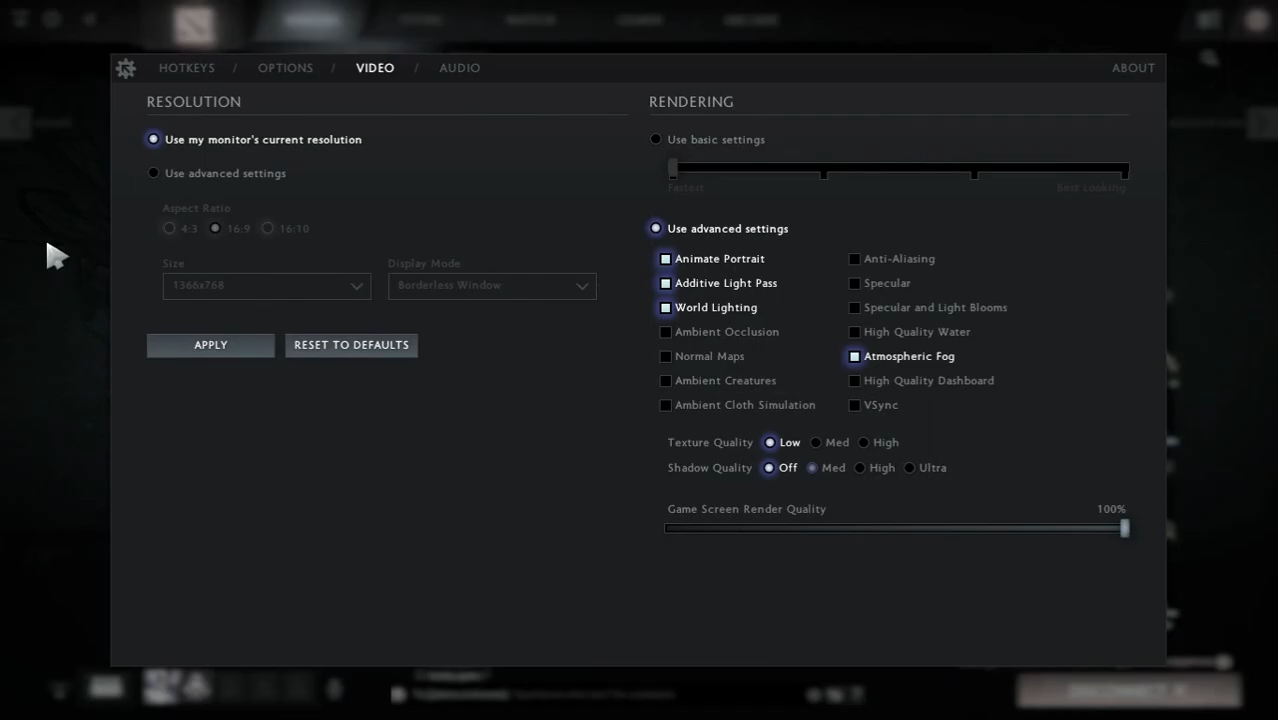 HOTKEYS / OPTIONS / VIDEO / AUDIO ABOUT
RESOLUTION
Use my monitor's current resolution
Use advanced settings
Aspect Ratio
4:3 16:9 16:10
Size Display Mode
1366x768 Borderless Window
APPLY RESET TO DEFAULTS
RENDERING
Use basic settings
Fastest Best Looking
Use advanced settings
Animate Portrait Anti-Aliasing
Additive Light Pass Specular
World Lighting Specular and Light Blooms
Ambient Occlusion High Quality Water
Normal Maps Atmospheric Fog
Ambient Creatures High Quality Dashboard
Ambient Cloth Simulation VSync
Texture Quality Low Med High
Shadow Quality Off Med High Ultra
Game Screen Render Quality 100%
DISCONNECT